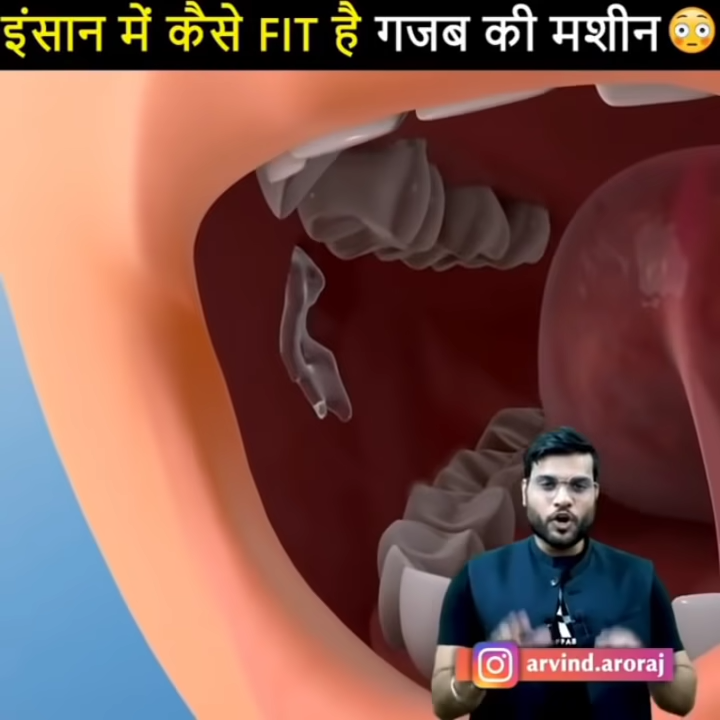 इंसान में कैसे FIT है गजब की मशीन😳
arvind.aroraj